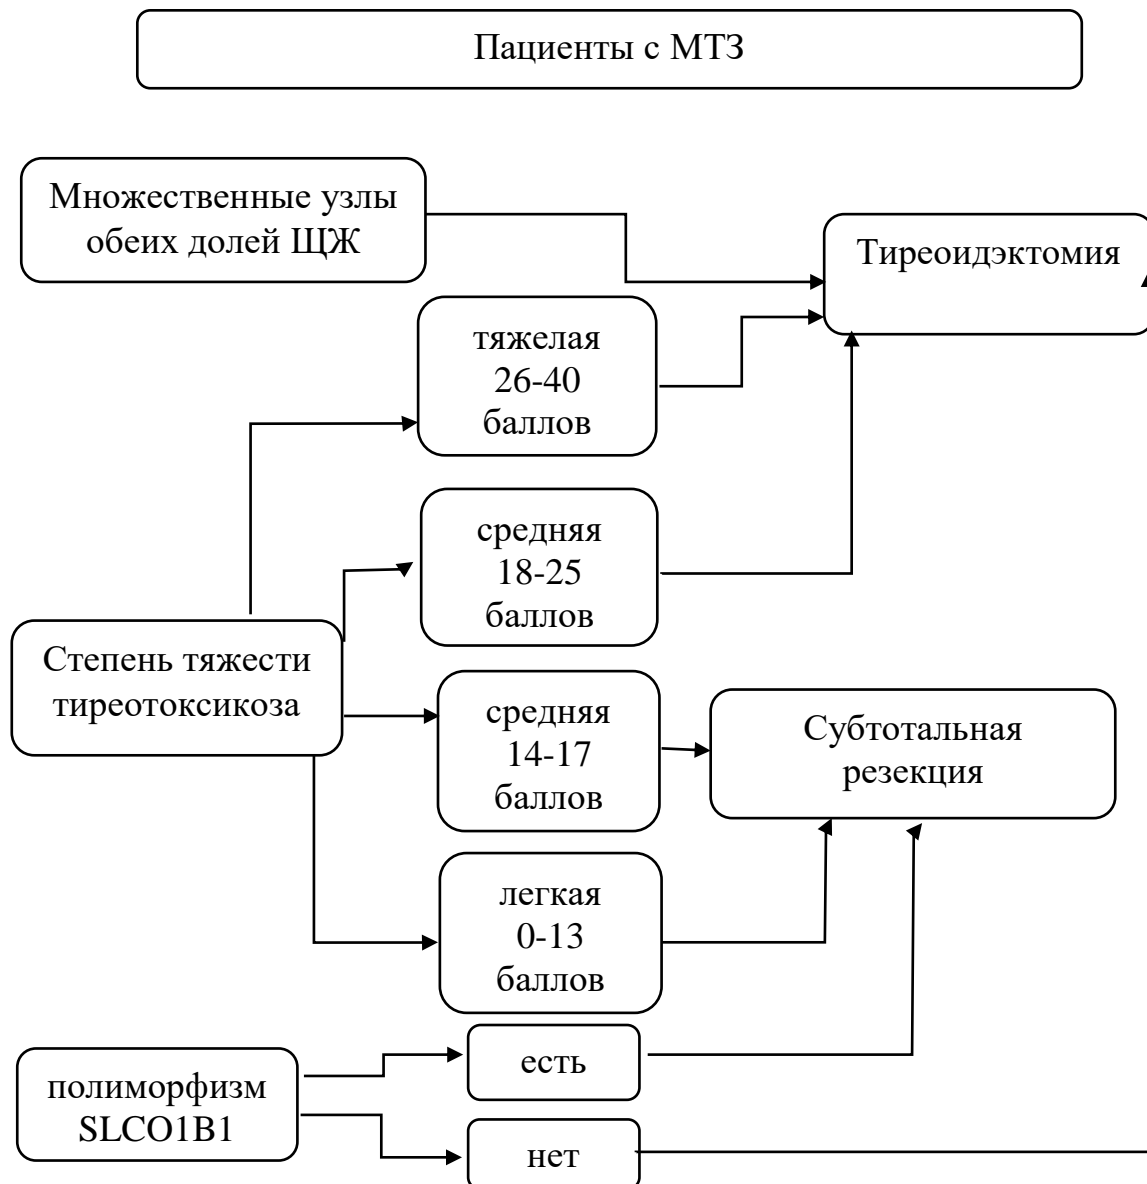 Пациенты с МТЗ
Множественные узлы
обеих долей ЩЖ
Тиреоидэктомия
тяжелая
26-40
баллов
средняя
18-25
баллов
Степень тяжести
тиреотоксикоза
средняя
14-17
баллов
Субтотальная
резекция
легкая
0-13
баллов
полиморфизм
SLCO1B1
есть
нет